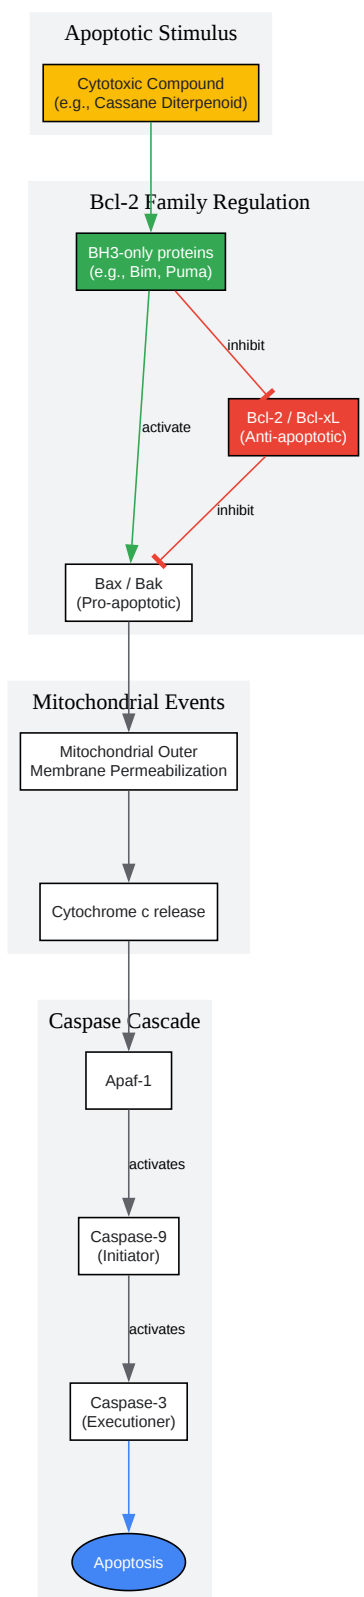 Apoptotic Stimulus
Cytotoxic Compound
(e.g., Cassane Diterpenoid)
Bcl-2 Family Regulation
BH3-only proteins
(e.g., Bim, Puma)
inhibit
Bcl-2 / Bcl-xL
(Anti-apoptotic)
activate
inhibit
Bax / Bak
(Pro-apoptotic)
Mitochondrial Events
Mitochondrial Outer
Membrane Permeabilization
Cytochrome c release
Caspase Cascade
Apaf-1
activates
Caspase-9
(Initiator)
activates
Caspase-3
(Executioner)
Apoptosis